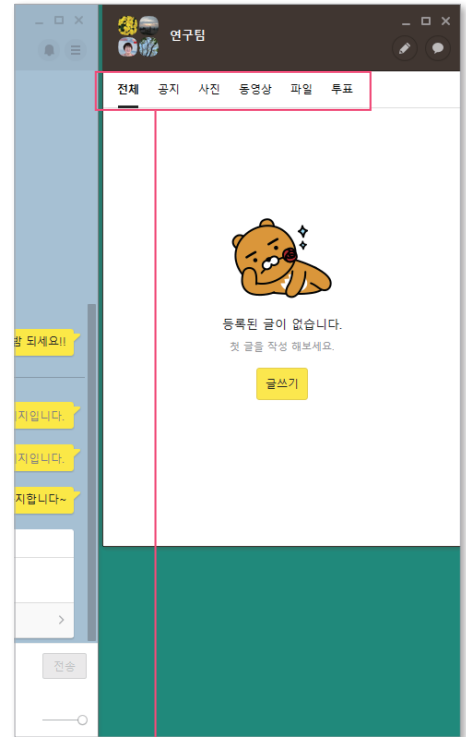 연구팀
전체 공지 사진 동영상 파일 투표
등록된 글이 없습니다.
첫 글을 작성 해보세요.
글쓰기
되세요!!
지입니다.
지입니다.
지합니다~
전송